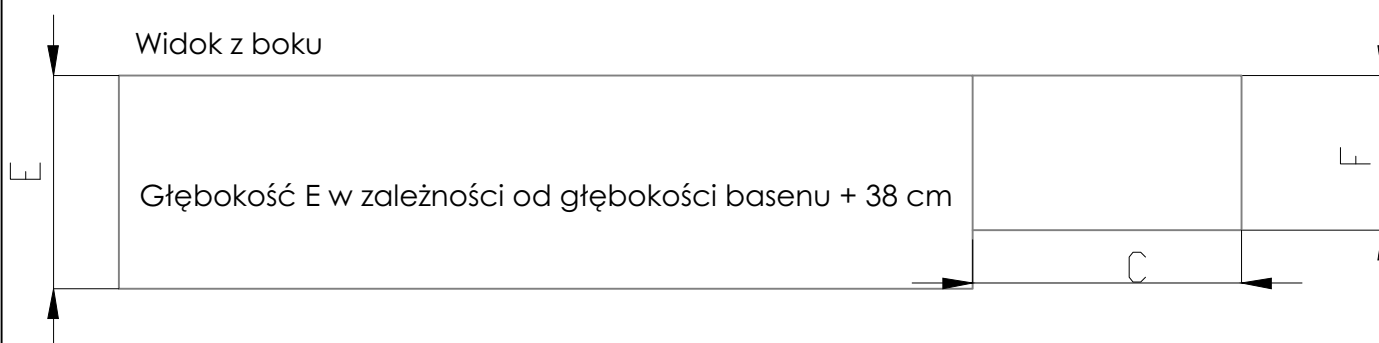 Widok z boku
E
F
Głębokość E w zależności od głębokości basenu + 38 cm
C